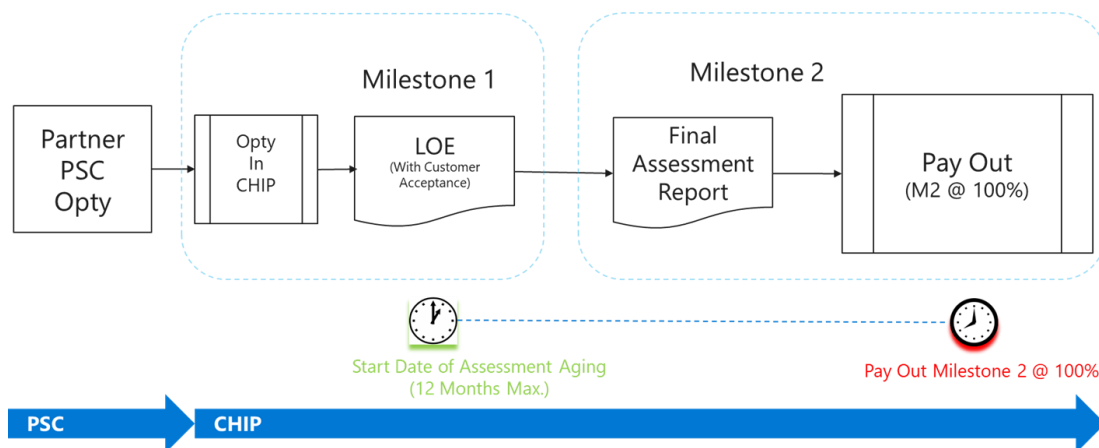 Milestone 1
Milestone 2
Partner
PSC
Opty
Opty
In
CHIP
LOE
(With Customer
Acceptance)
Final
Assessment
Report
Pay Out
(M2 @ 100%)
Start Date of Assessment Aging
(12 Months Max.)
Pay Out Milestone 2 @ 100%
PSC
CHIP